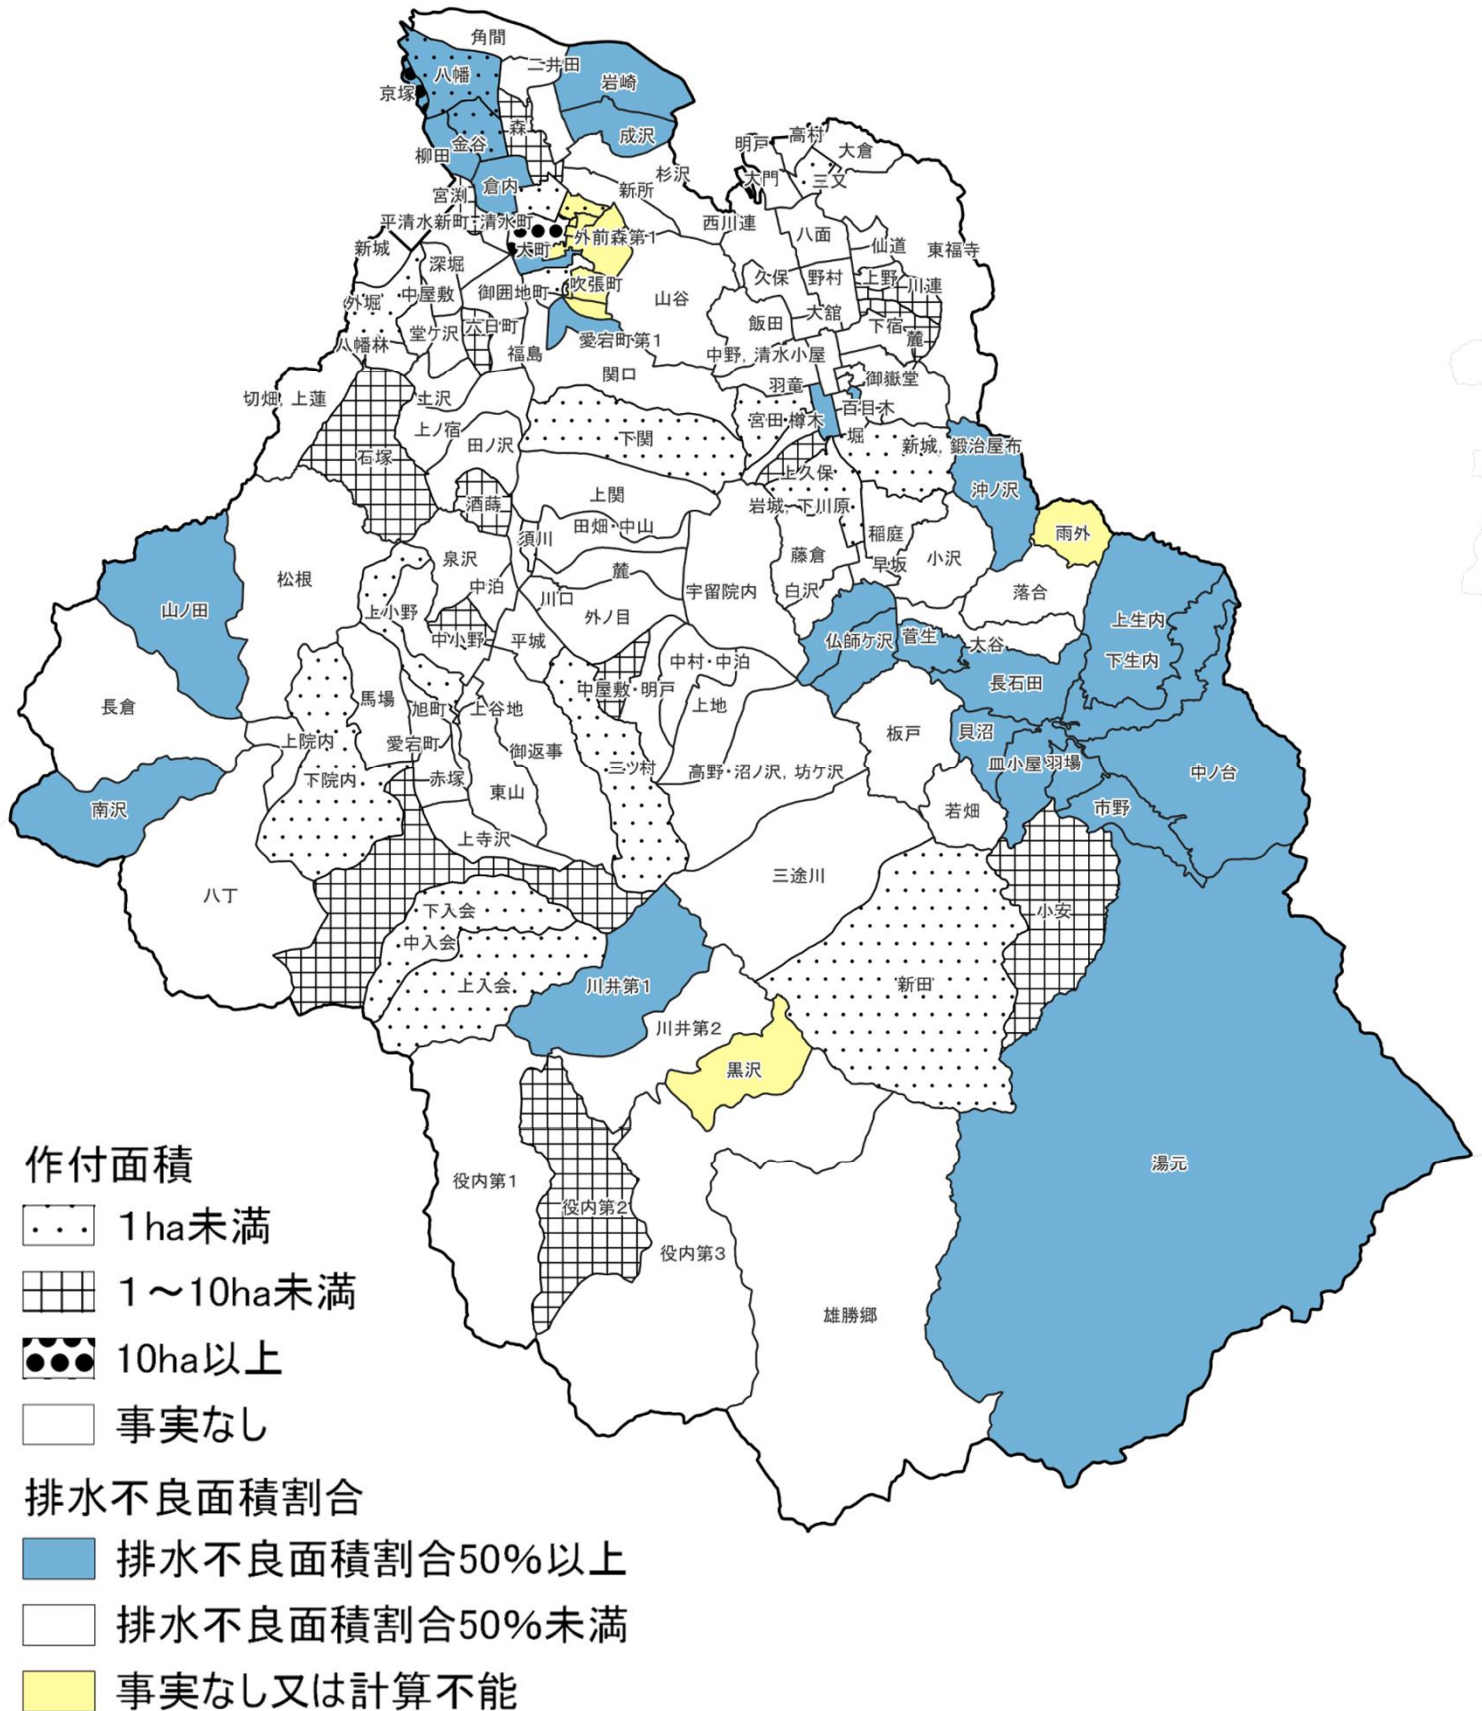 角間
二井田
岩崎
八幡
京塚
森
成沢
金谷
柳田
明戸
高村
大倉
杉沢
大門
三又
倉内
新所
宮渕
平清水新町・清水町
西川連
八面
外前森第1
仙道
東福寺
新城
大町
深堀
久保
野村
上野
川連
吹張町
御囲地町
中屋敷
山谷
外堀
大舘
飯田
下宿
六日町
堂ケ沢
麓
愛宕町第1
八幡林
福島
中野, 清水小屋
関口
羽竜
御嶽堂
切畑, 上蓮
土沢
百目木
宮田・樽木
上ノ宿
堀
下関
田ノ沢
新城, 鍛治屋布
石塚
上久保
沖ノ沢
上関
酒蒔
岩城, 下川原
田畑・中山
稲庭
雨外
須川
藤倉
泉沢
小沢
早坂
麓
松根
中泊
宇留院内
白沢
落合
川口
山ノ田
上小野
外ノ目
上生内
中小野
平城
仏師ケ沢
菅生
大谷
中村・中泊
下生内
長石田
中屋敷・明戸
馬場
長倉
旭町
上谷地
上地
貝沼
板戸
上院内
愛宕町
御返事
皿小屋
羽場
三ツ村
高野・沼ノ沢, 坊ケ沢
中ノ台
下院内
赤塚
東山
市野
南沢
若畑
上寺沢
三途川
八丁
下入会
小安
中入会
上入会
川井第1
新田
川井第2
黒沢
湯元
役内第1
役内第2
役内第3
雄勝郷
作付面積
1ha未満
1～10ha未満
10ha以上
事実なし
排水不良面積割合
排水不良面積割合50%以上
排水不良面積割合50%未満
事実なし又は計算不能